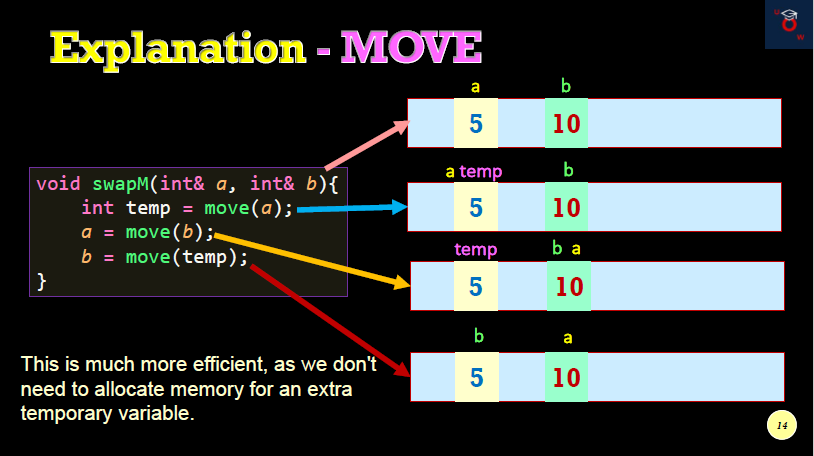 Explanation - MOVE
U O W
a b
5 10
void swapM(int& a, int& b){
a temp b
5 10
int temp = move(a);
a = move(b);
b = move(temp);
}
temp b a
5 10
b a
5 10
This is much more efficient, as we don't
need to allocate memory for an extra
temporary variable.
14